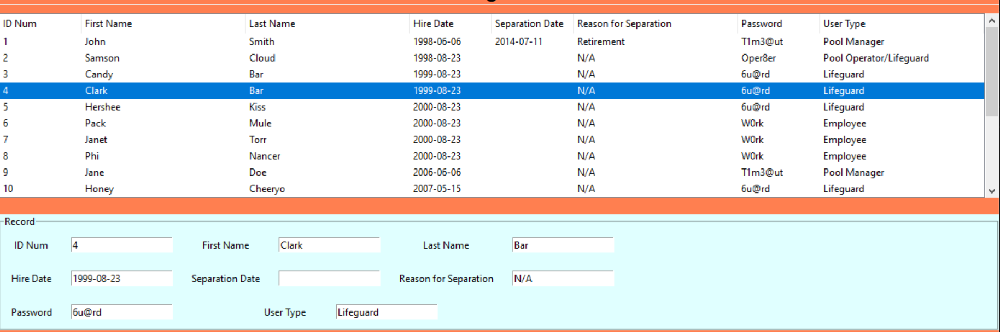 ID Num First Name Last Name Hire Date Separation Date Reason for Separation Password User Type
1 John Smith 1998-06-06 2014-07-11 Retirement T1m3@ut Pool Manager
2 Samson Cloud 1998-08-23 N/A Oper8er Pool Operator/Lifeguard
3 Candy Bar 1999-08-23 N/A 6u@rd Lifeguard
4 Clark Bar 1999-08-23 N/A 6u@rd Lifeguard
5 Hershee Kiss 2000-08-23 N/A 6u@rd Lifeguard
6 Pack Mule 2000-08-23 N/A W0rk Employee
7 Janet Torr 2000-08-23 N/A W0rk Employee
8 Phi Nancer 2000-08-23 N/A W0rk Employee
9 Jane Doe 2006-06-06 N/A T1m3@ut Pool Manager
10 Honey Cheeryo 2007-05-15 N/A 6u@rd Lifeguard
Record
ID Num 4 First Name Clark Last Name Bar
Hire Date 1999-08-23 Separation Date Reason for Separation N/A
Password 6u@rd User Type Lifeguard